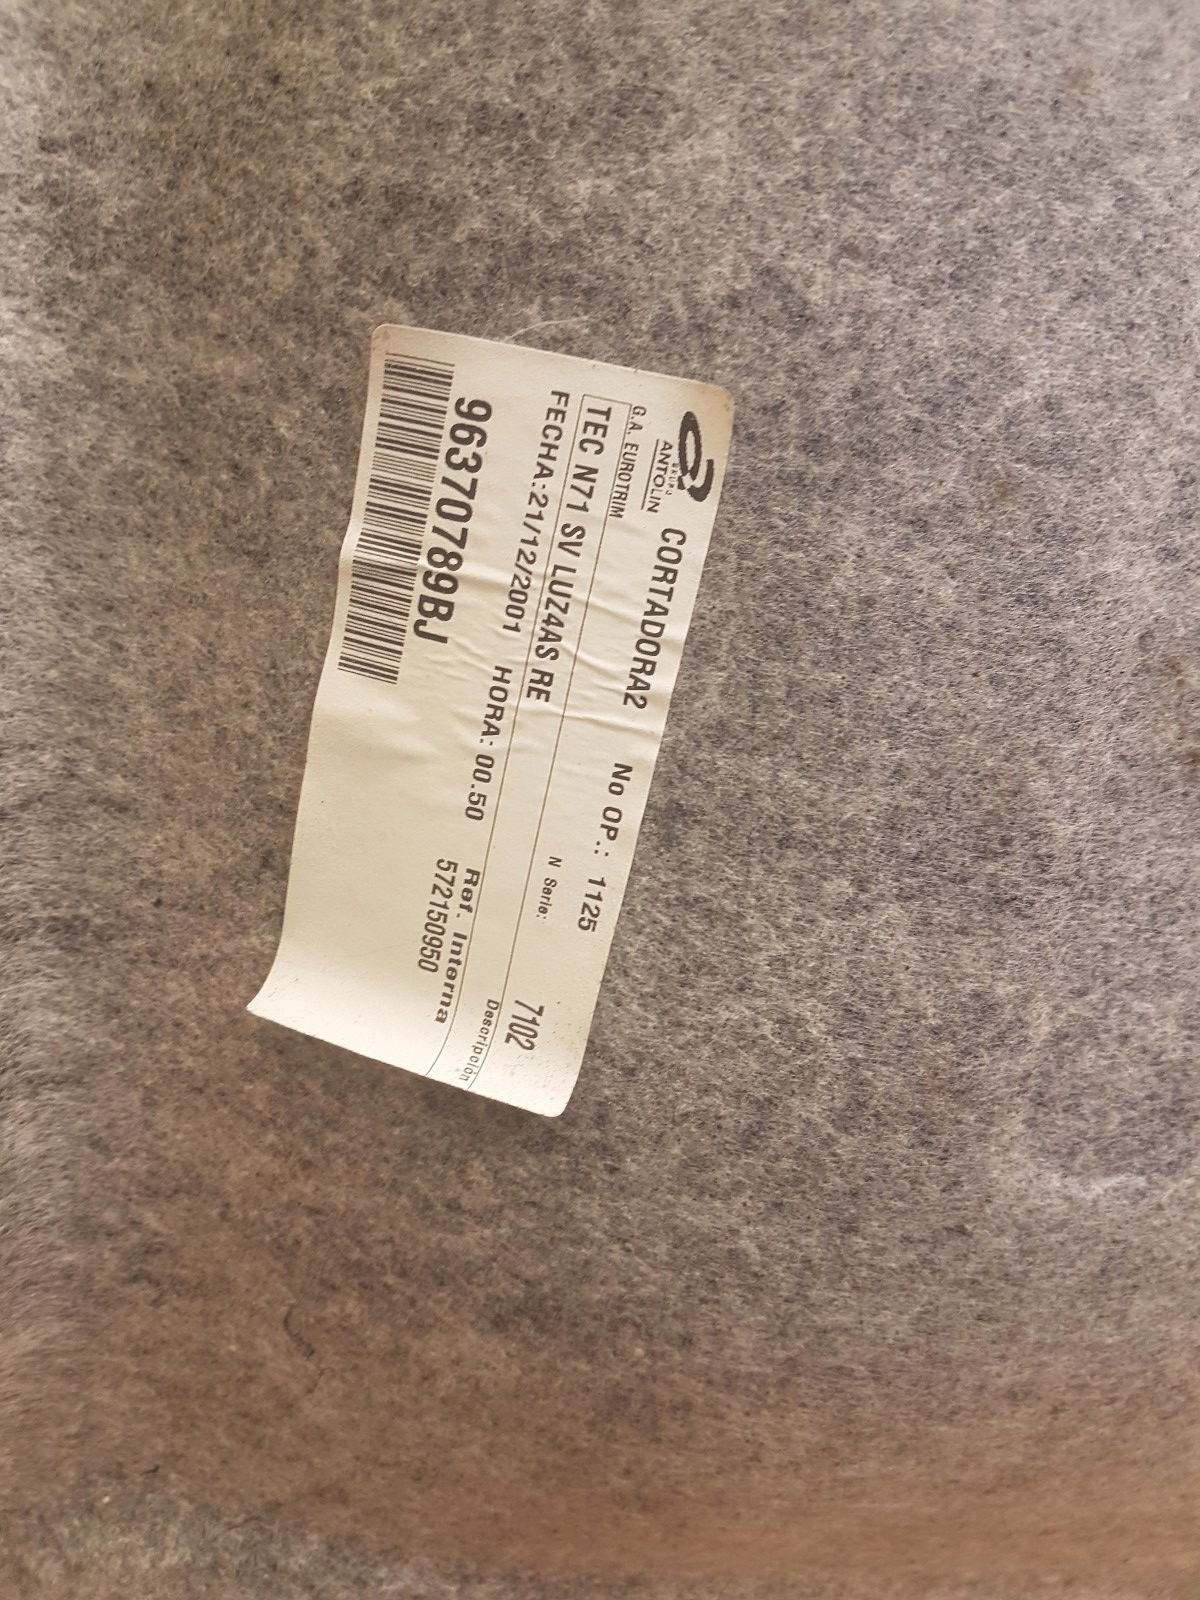 GRUPO
ANTOLIN
CORTADORA2 No OP.: 1125
G.A. EUROTRIM
N Serie:
TEC N71 SV LUZ4AS RE 7102
FECHA:21/12/2001 HORA: 00.50
Descripción
Ref. Interna
96370789BJ 572150950